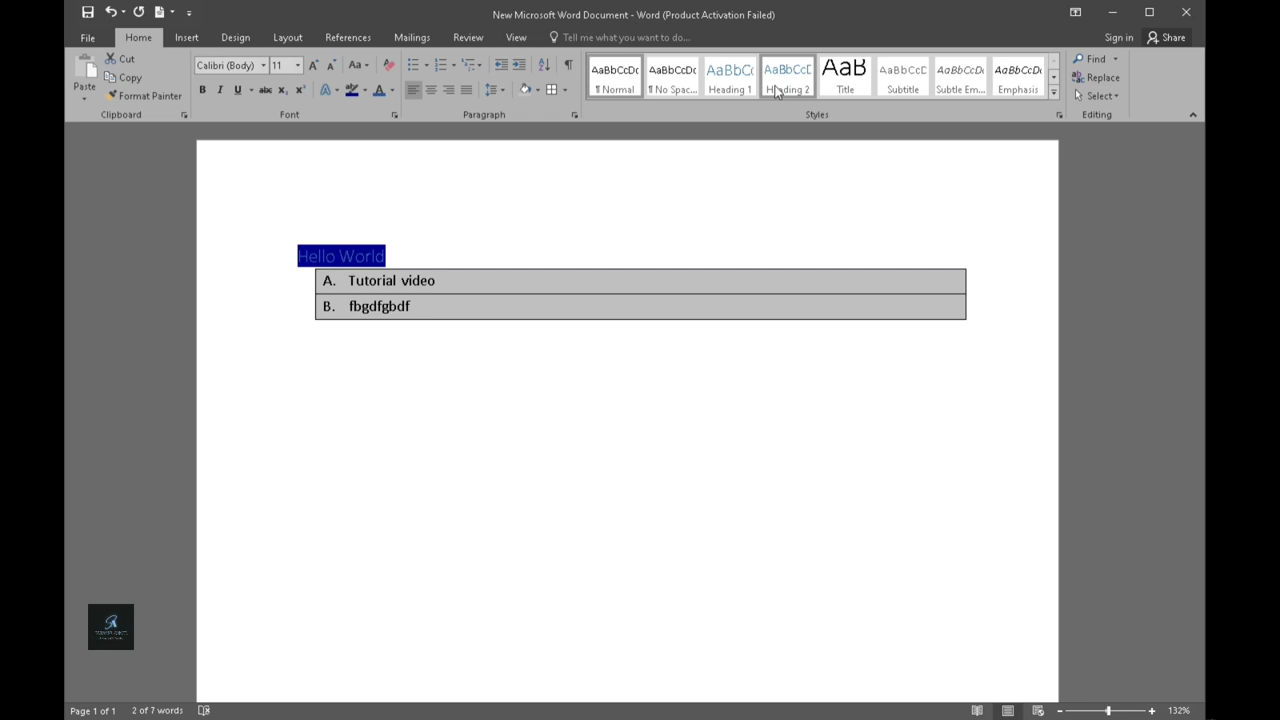 New Microsoft Word Document - Word (Product Activation Failed)
File Home Insert Design Layout References Mailings Review View Tell me what you want to do... Sign in Share
Paste
Cut
Copy
Format Painter
Clipboard
Calibri (Body) 11
Font
Paragraph
AaBbCcDc AaBbCcDc AaBbCc AaBbCcD AaB AaBbCcD AaBbCcDc AaBbCcDc
¶ Normal ¶ No Spac... Heading 1 Heading 2 Title Subtitle Subtle Em... Emphasis
Styles
Find
Replace
Select
Editing
Hello World
A. Tutorial video
B. fbgdfgbdf
Page 1 of 1 2 of 7 words 132%